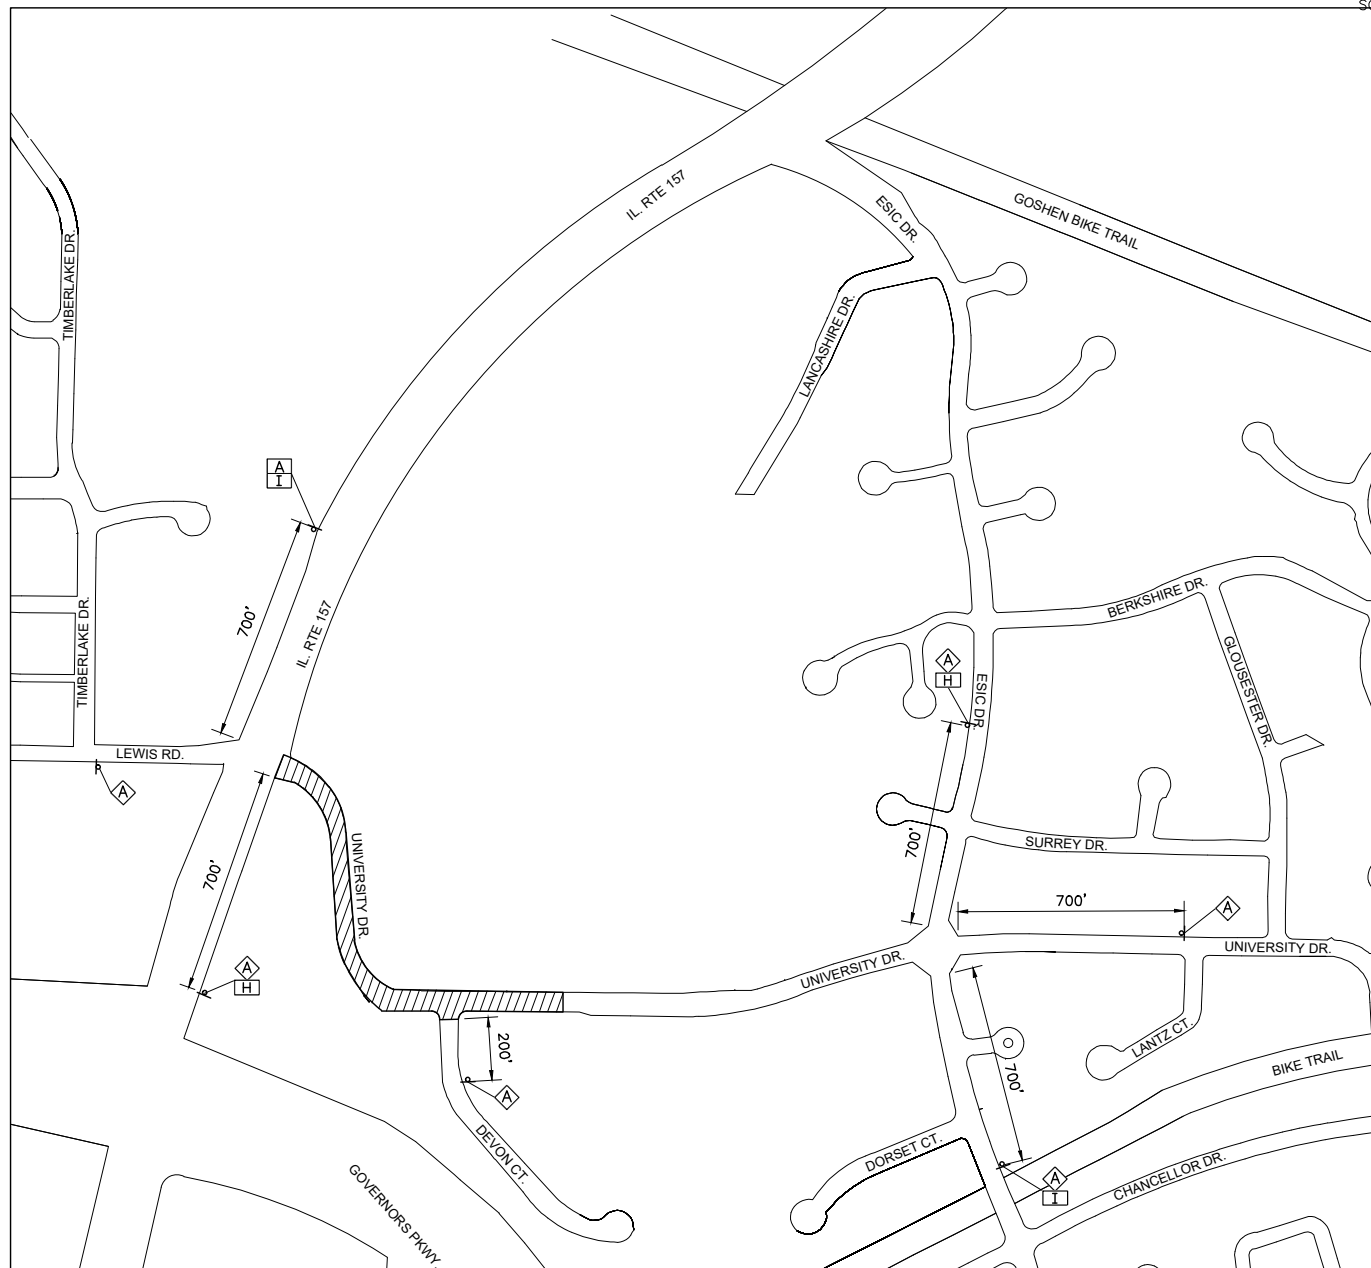 SC
IL. RTE 157
ESIC DR.
GOSHEN BIKE TRAIL
TIMBERLAKE DR.
LANCASHIRE DR.
A
I
700'
IL. RTE 157
BERKSHIRE DR.
TIMBERLAKE DR.
GLOUSESTER DR.
A
H
ESIC DR.
LEWIS RD.
A
700'
UNIVERSITY DR.
700'
SURREY DR.
700'
A
UNIVERSITY DR.
UNIVERSITY DR.
A
H
200'
A
700'
LANTZ CT.
BIKE TRAIL
DEVON CT.
DORSET CT.
A
I
CHANCELLOR DR.
GOVERNORS PKWY.